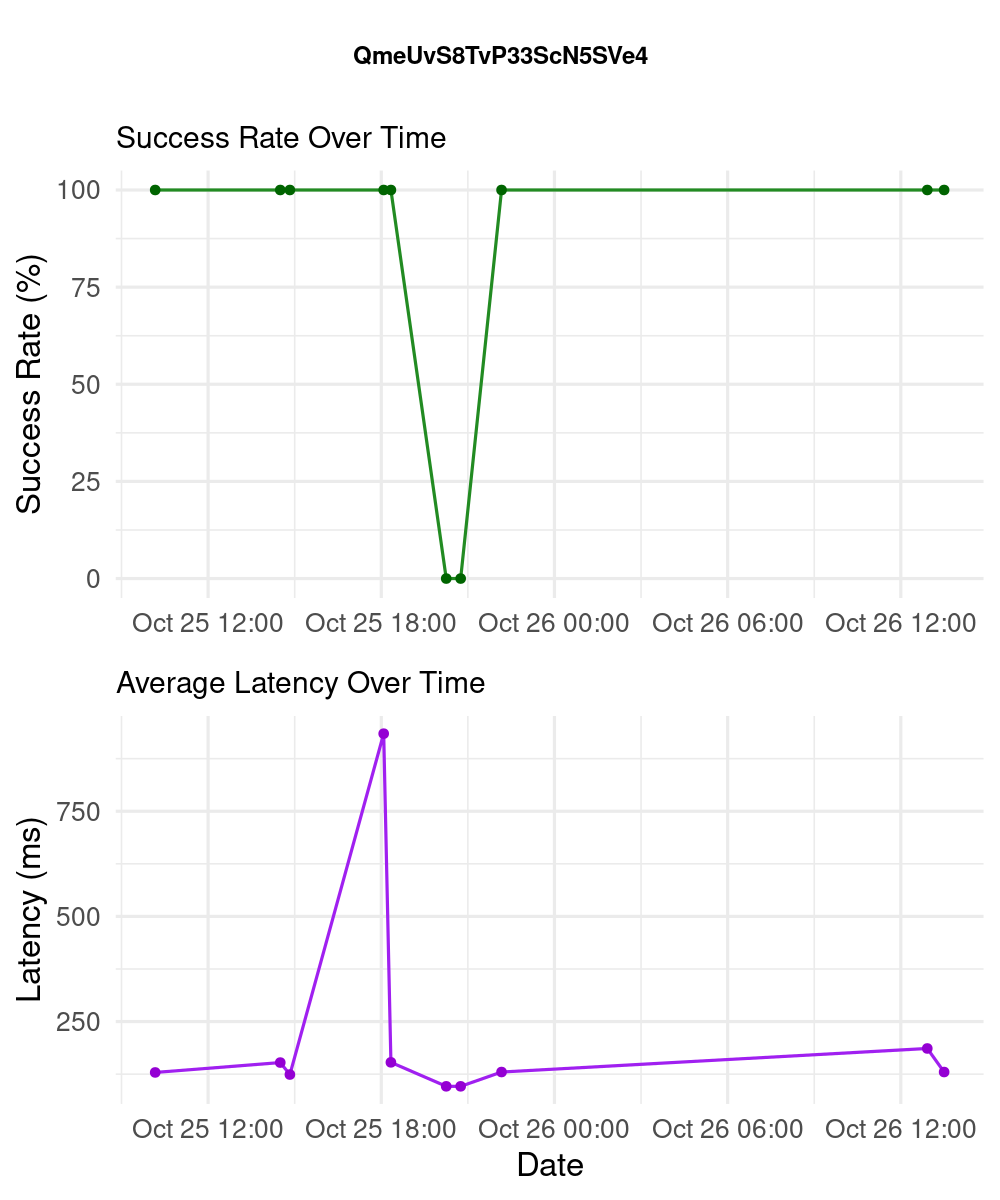 QmeUvS8TvP33ScN5SVe4
Success Rate Over Time
Success Rate (%)
100
75
50
25
0
Oct 25 12:00 Oct 25 18:00 Oct 26 00:00 Oct 26 06:00 Oct 26 12:00
Average Latency Over Time
Latency (ms)
750
500
250
Oct 25 12:00 Oct 25 18:00 Oct 26 00:00 Oct 26 06:00 Oct 26 12:00
Date